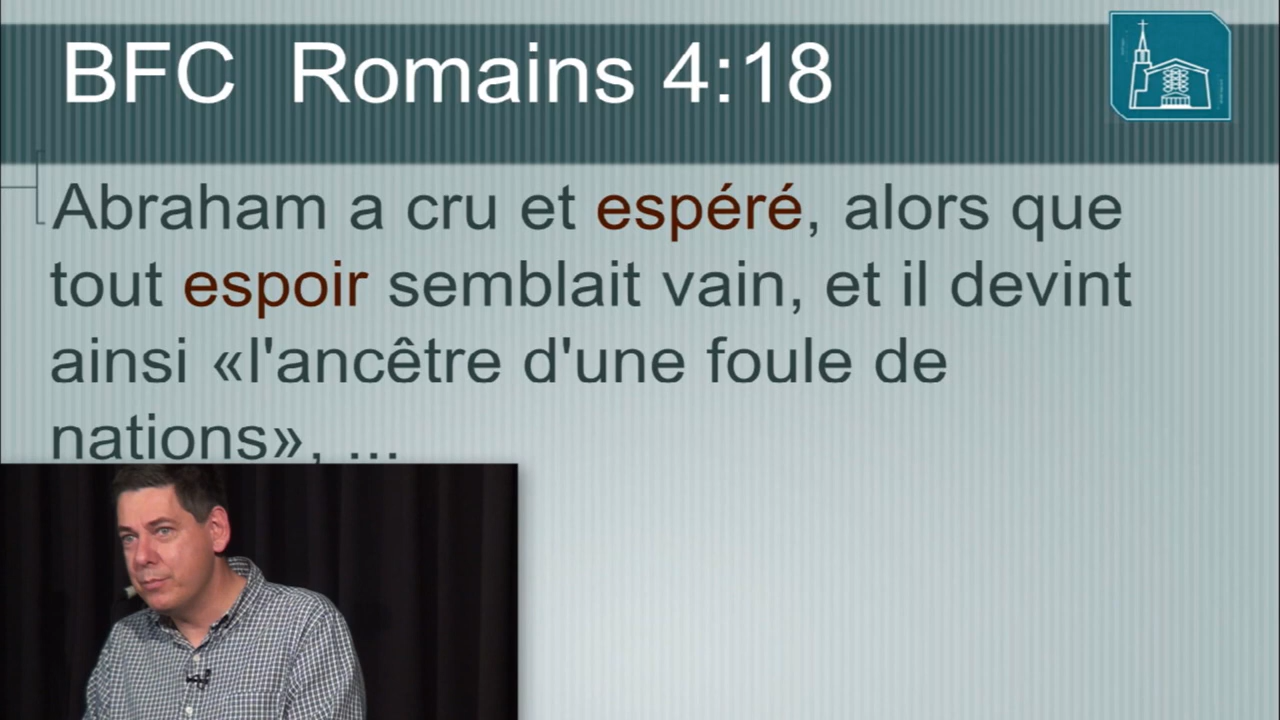 BFC Romains 4:18
Abraham a cru et espéré, alors que
tout espoir semblait vain, et il devint
ainsi «l'ancêtre d'une foule de
nations», ...